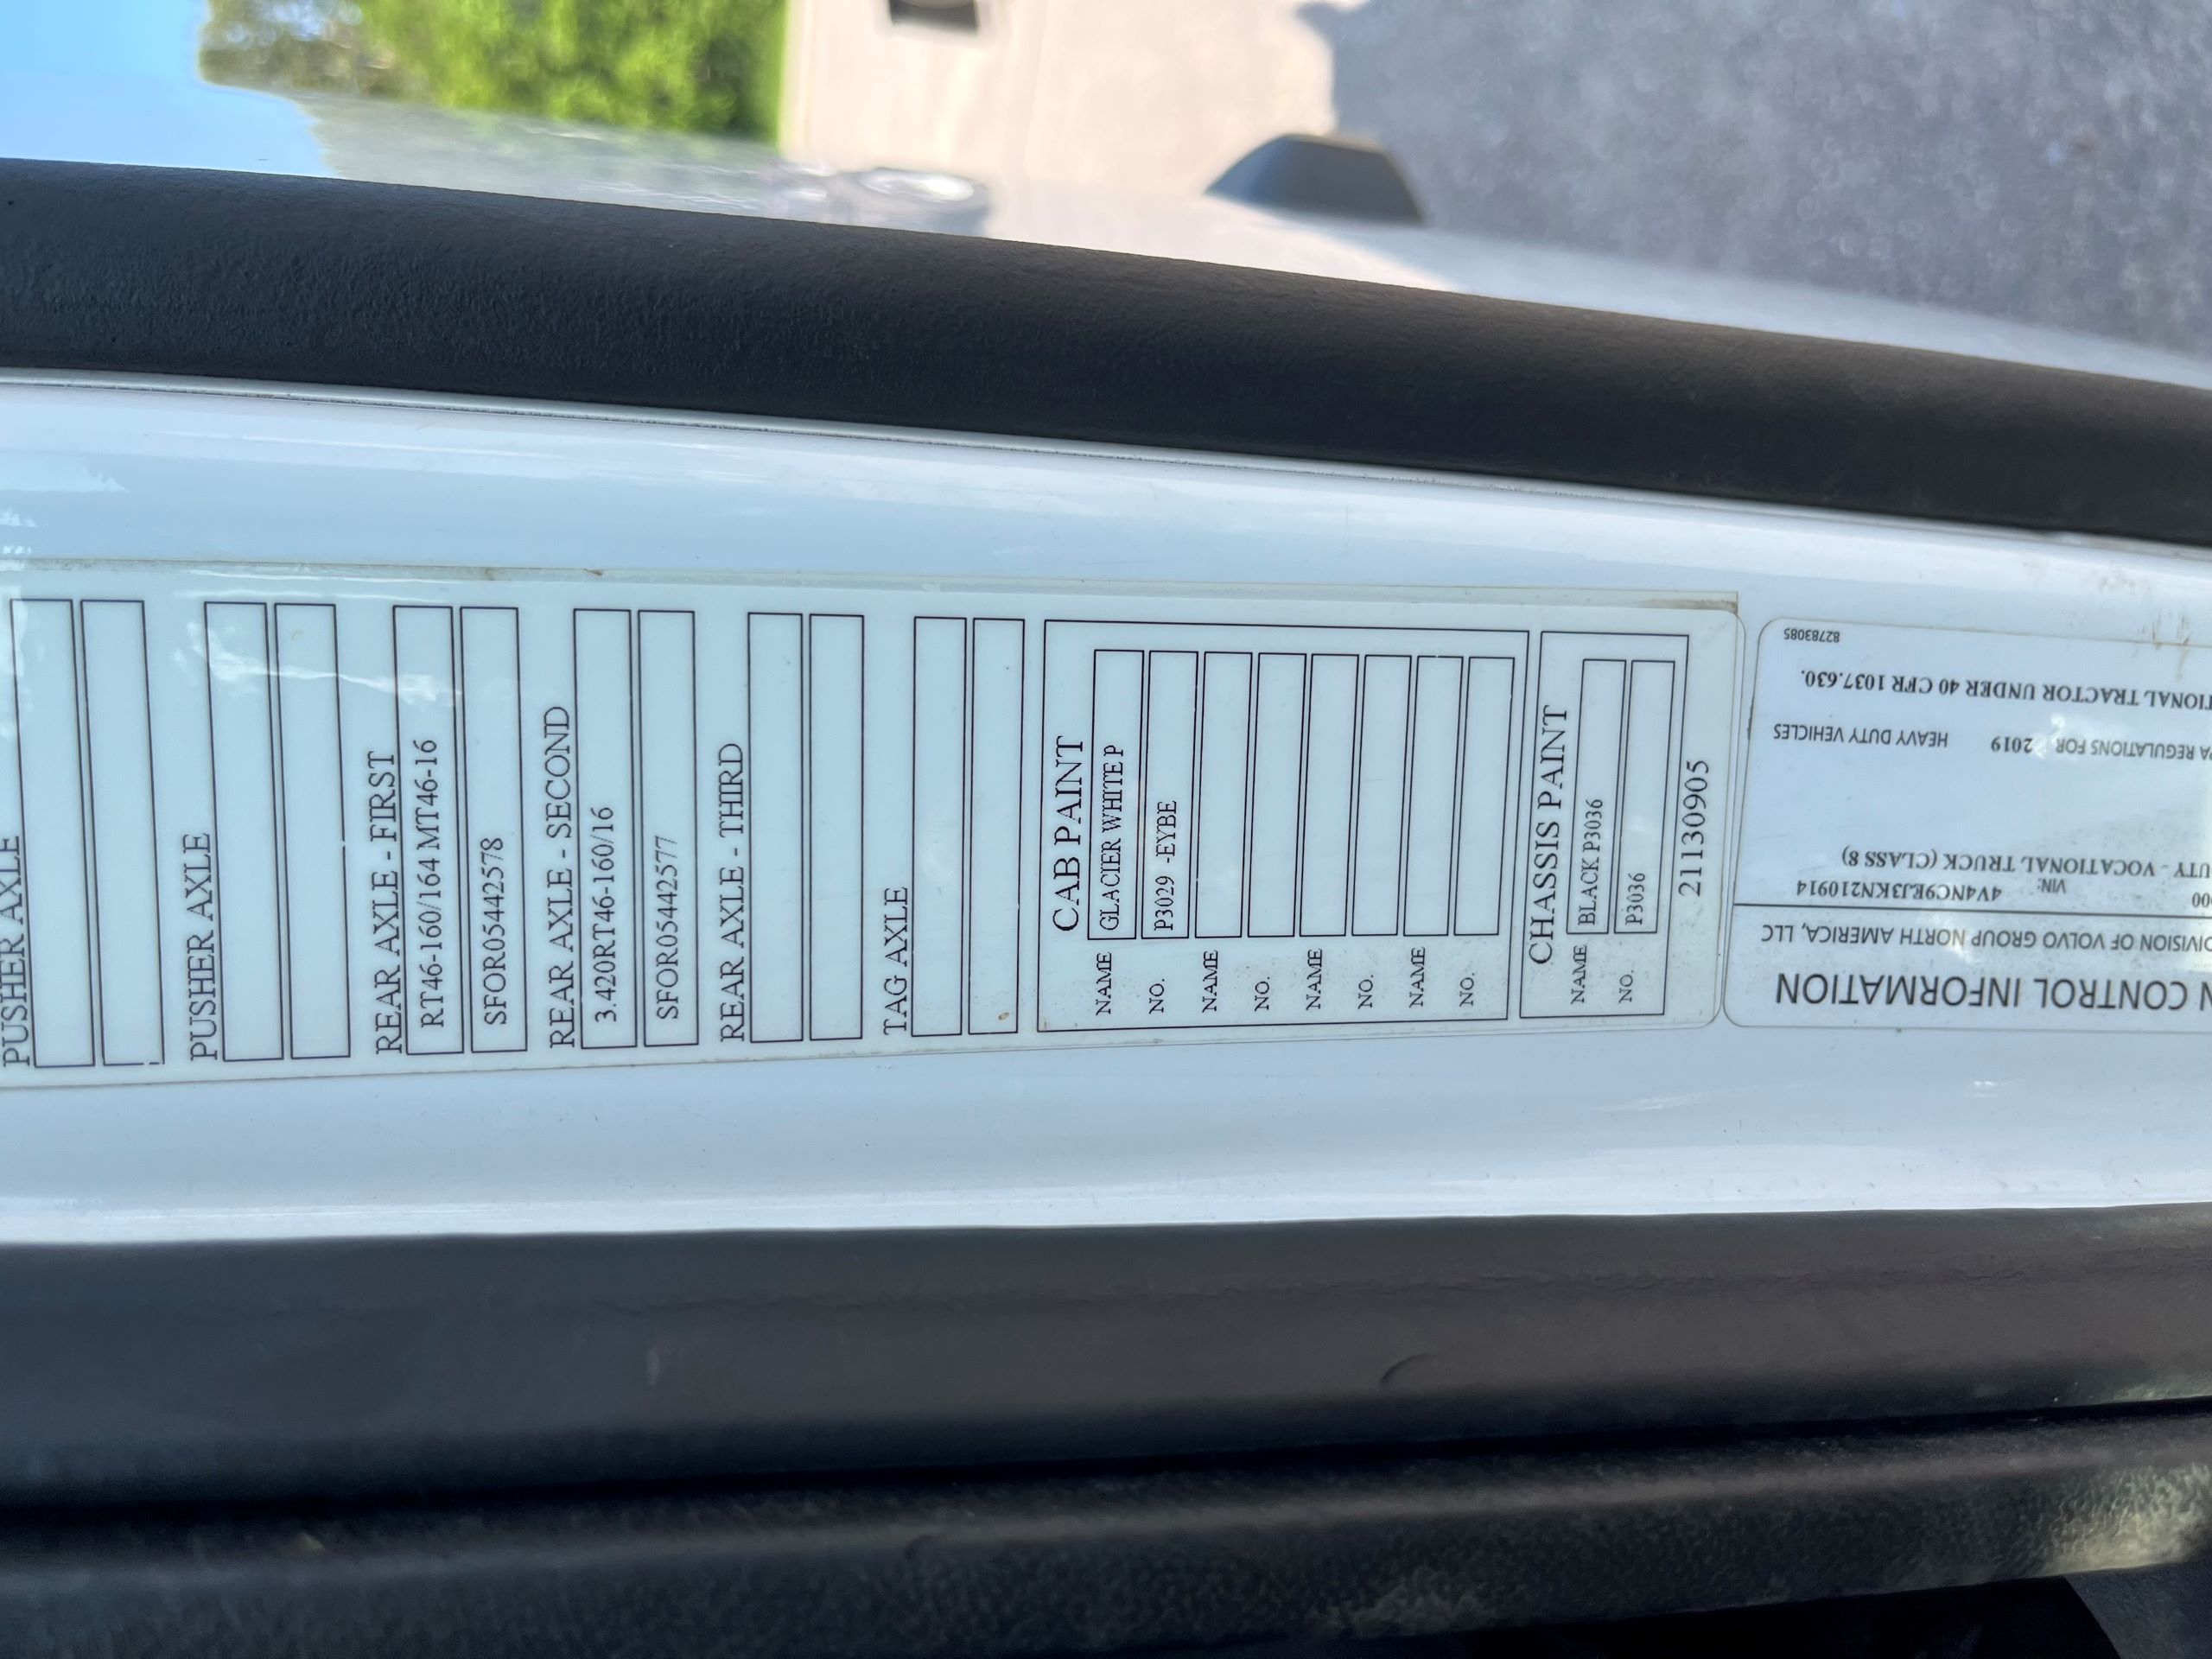 PUSHER AXLE
PUSHER AXLE
REAR AXLE - FIRST
RT46-160/164 MT46-16
SFOR05442578
REAR AXLE - SECOND
3.420RT46-160/16
SFOR05442577
REAR AXLE - THIRD
TAG AXLE
CAB PAINT
NAME GLACIER WHITE P
NO. P3029 -EYBE
NAME
NO.
NAME
NO.
NAME
NO.
CHASSIS PAINT
NAME BLACK P3036
NO. P3036
21130905
N CONTROL INFORMATION
DIVISION OF VOLVO GROUP NORTH AMERICA, LLC
00 VIN: 4V4NC9EJ3KN210914
UTY - VOCATIONAL TRUCK (CLASS 8)
PA REGULATIONS FOR 2019 HEAVY DUTY VEHICLES
TIONAL TRACTOR UNDER 40 CFR 1037.630.
82783085